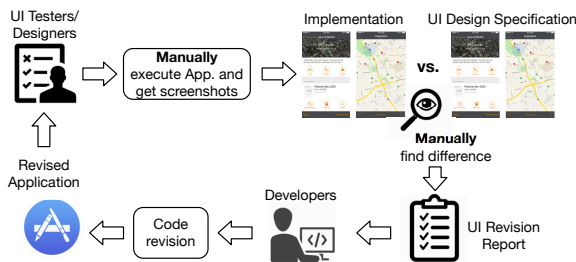 UI Testers/
Designers
Manually
execute App. and
get screenshots
Implementation
UI Design Specification
vs.
Manually
find difference
UI Revision
Report
Developers
</>
Code
revision
Revised
Application